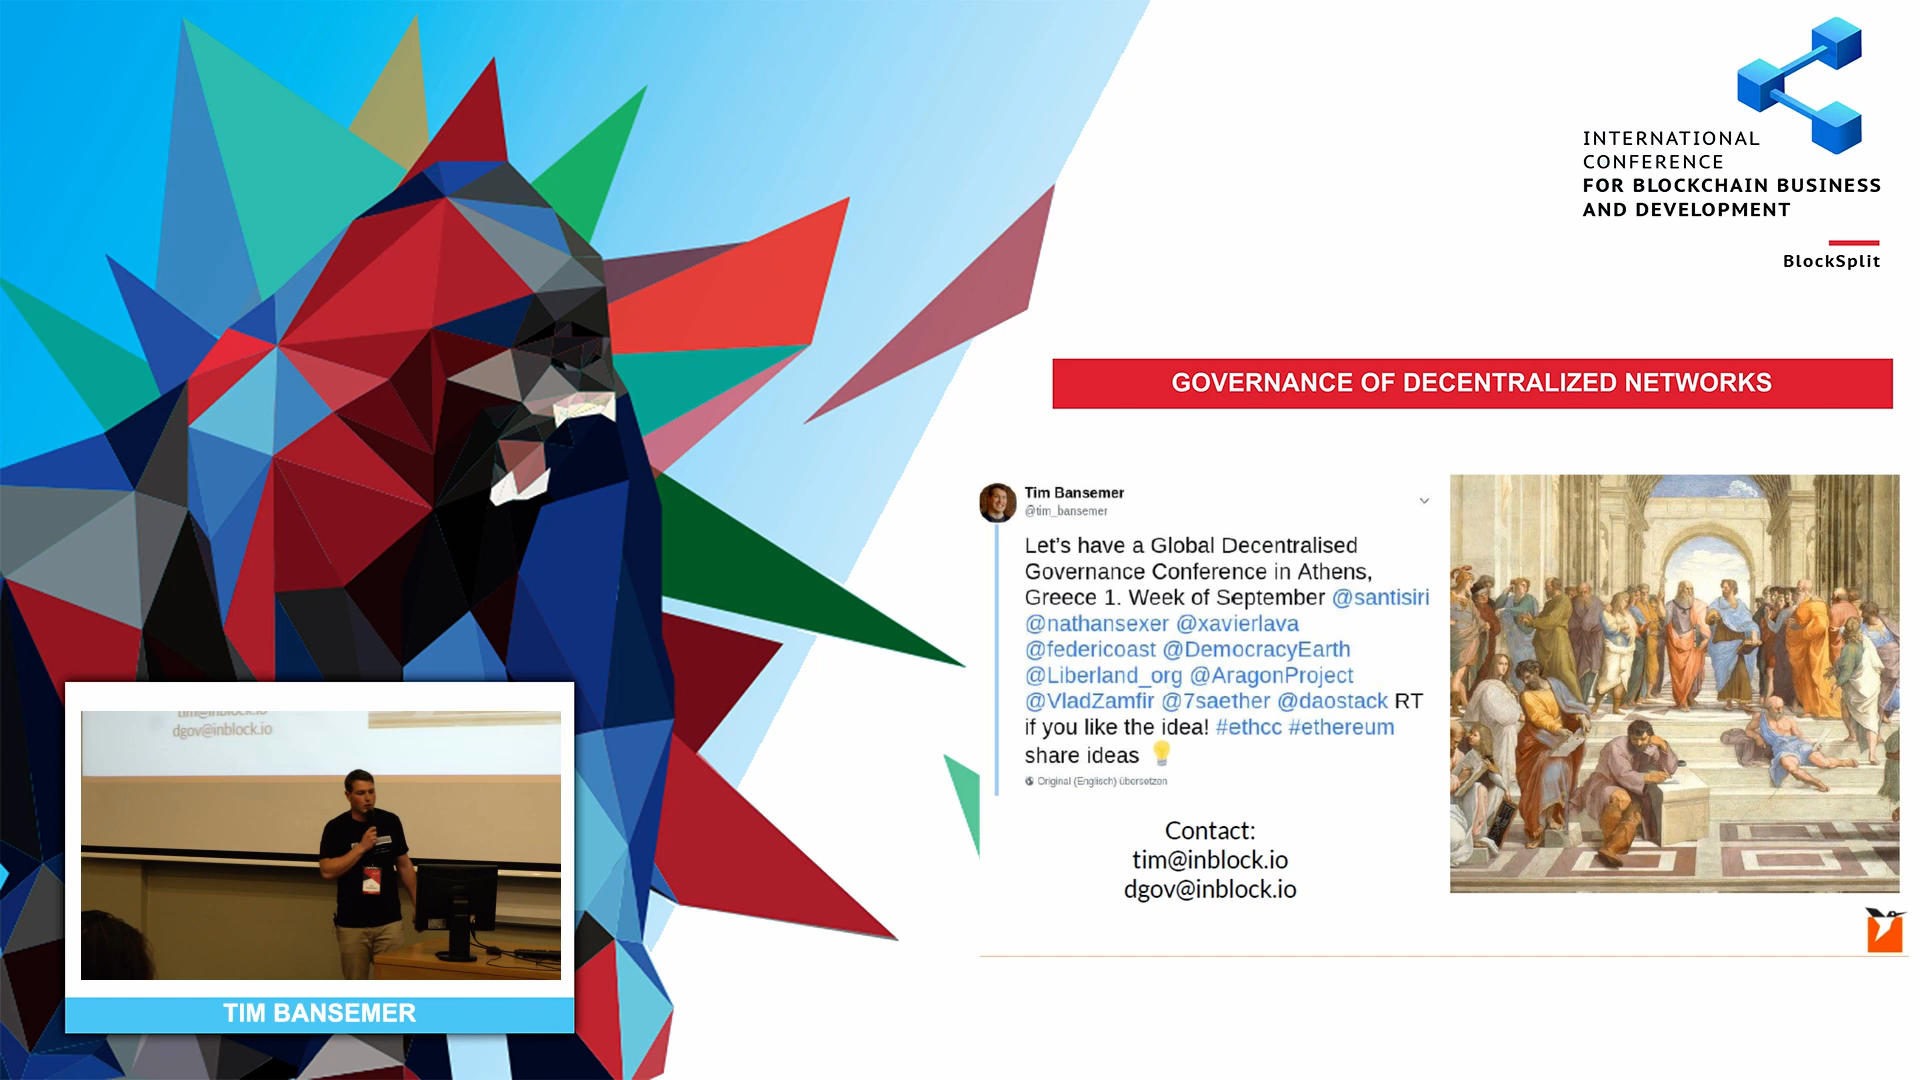 INTERNATIONAL
CONFERENCE
FOR BLOCKCHAIN BUSINESS
AND DEVELOPMENT
BlockSplit
GOVERNANCE OF DECENTRALIZED NETWORKS
Tim Bansemer
@tim_bansemer
Let's have a Global Decentralised
Governance Conference in Athens,
Greece 1. Week of September @santisiri
@nathansexer @xavierlava
@federicoast @DemocracyEarth
@Liberland_org @AragonProject
@VladZamfir @7saether @daostack RT
if you like the idea! #ethcc #ethereum
share ideas 💡
Original (Englisch) übersetzen
Contact:
tim@inblock.io
dgov@inblock.io
tim@inblock.io
dgov@inblock.io
TIM BANSEMER